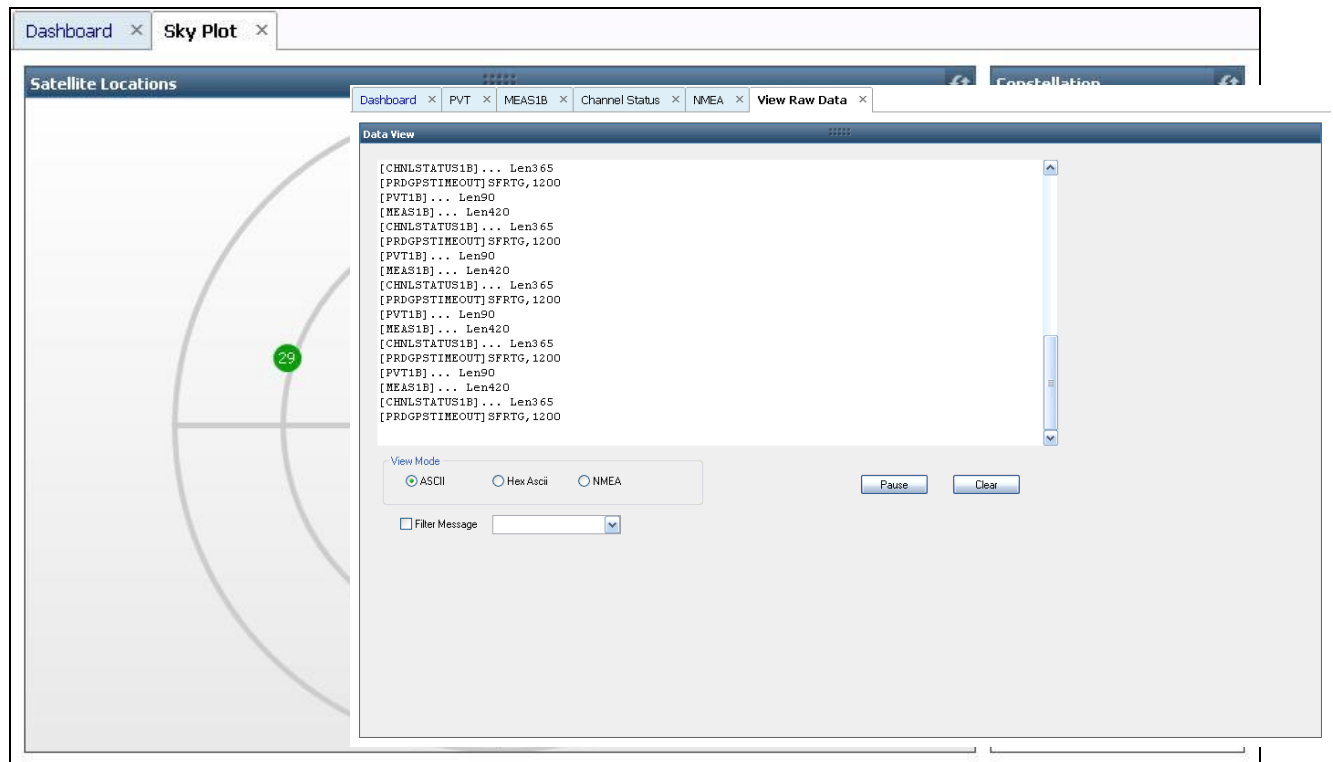 Dashboard × Sky Plot ×
Satellite Locations
Constellation
Dashboard × PVT × MEAS1B × Channel Status × NMEA × View Raw Data ×
Data View
[CHNLSTATUS1B]... Len365
[PRDGPSTIMEOUT]SFRTG,1200
[PVT1B]... Len90
[MEAS1B]... Len420
[CHNLSTATUS1B]... Len365
[PRDGPSTIMEOUT]SFRTG,1200
[PVT1B]... Len90
[MEAS1B]... Len420
[CHNLSTATUS1B]... Len365
[PRDGPSTIMEOUT]SFRTG,1200
[PVT1B]... Len90
[MEAS1B]... Len420
[CHNLSTATUS1B]... Len365
[PRDGPSTIMEOUT]SFRTG,1200
[PVT1B]... Len90
[MEAS1B]... Len420
[CHNLSTATUS1B]... Len365
[PRDGPSTIMEOUT]SFRTG,1200
29
View Mode
ASCII Hex Ascii NMEA
Pause Clear
Filter Message